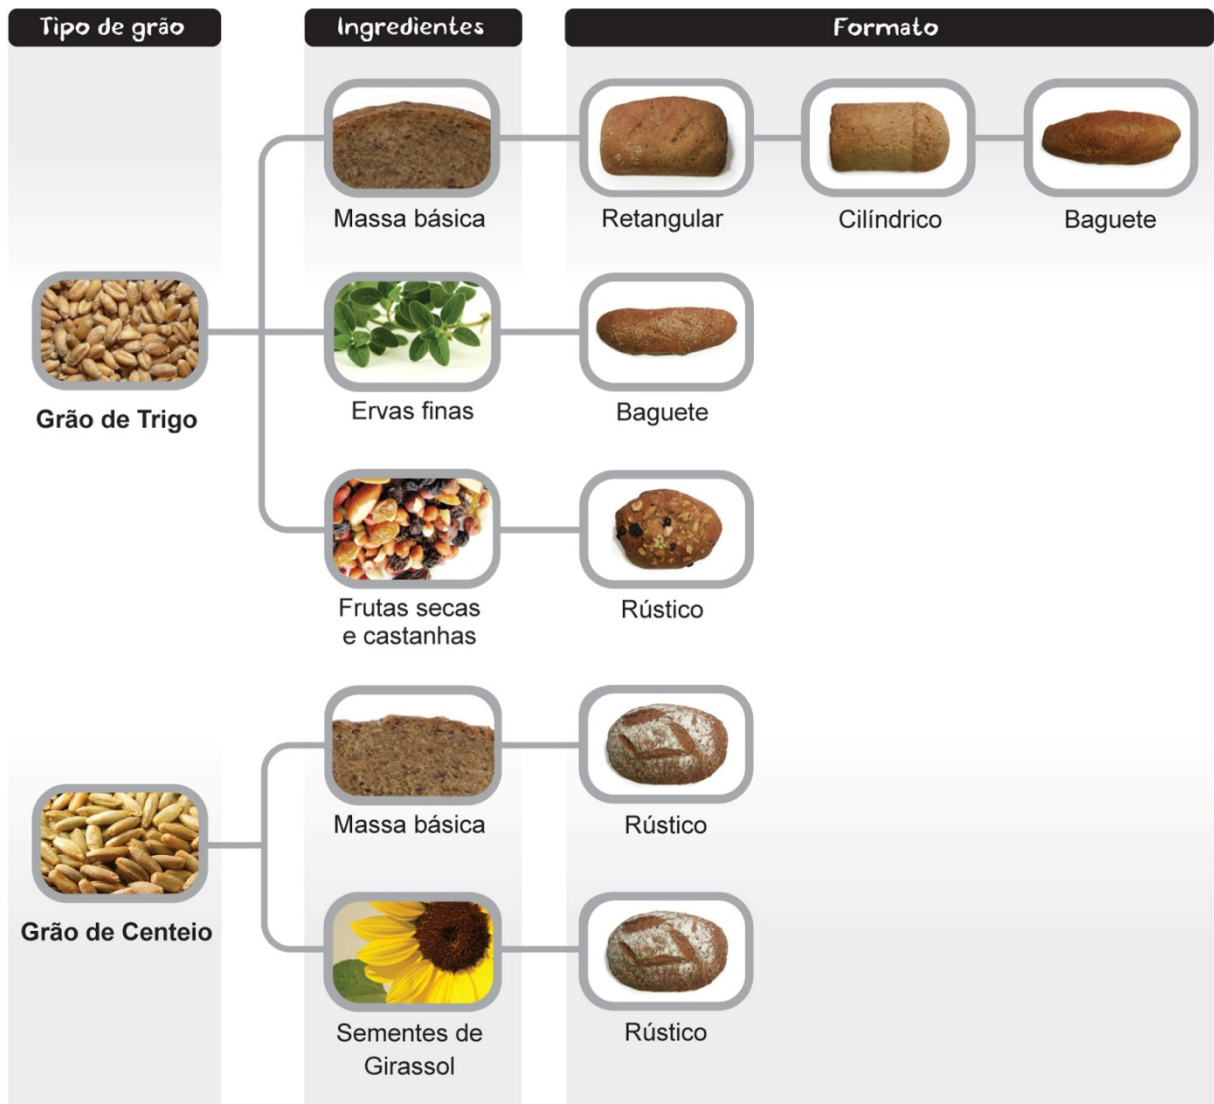 Tipo de grão
Ingredientes
Formato
Massa básica
Retangular
Cilíndrico
Baguete
Grão de Trigo
Ervas finas
Baguete
Frutas secas
e castanhas
Rústico
Massa básica
Rústico
Grão de Centeio
Sementes de
Girassol
Rústico